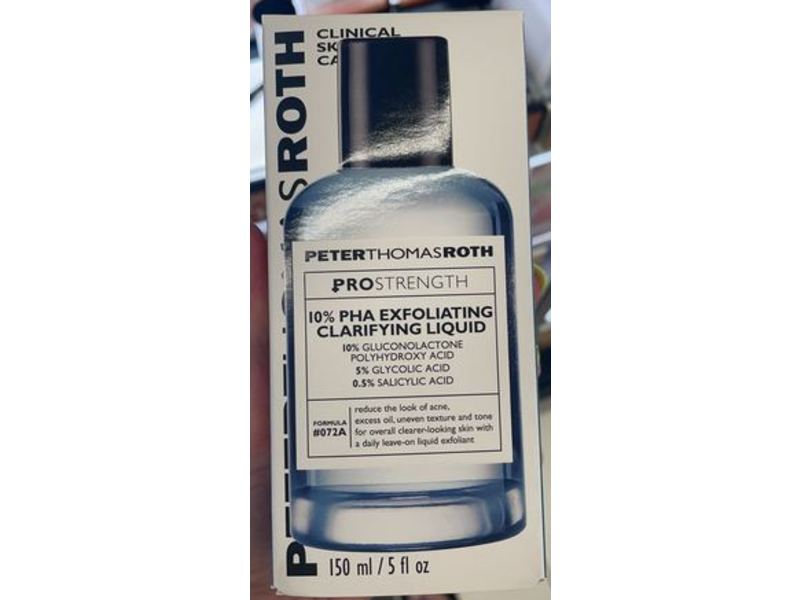 CLINICAL
PETERTHOMASROTH
PROSTRENGTH
10% PHA EXFOLIATING
CLARIFYING LIQUID
10% GLUCONOLACTONE
POLYHYDROXY ACID
5% GLYCOLIC ACID
0.5% SALICYLIC ACID
FORMULA
#072A
reduce the look of acne,
excess oil, uneven texture and tone
for overall clearer-looking skin with
a daily leave-on liquid exfoliant
150 ml / 5 fl oz
ROTH